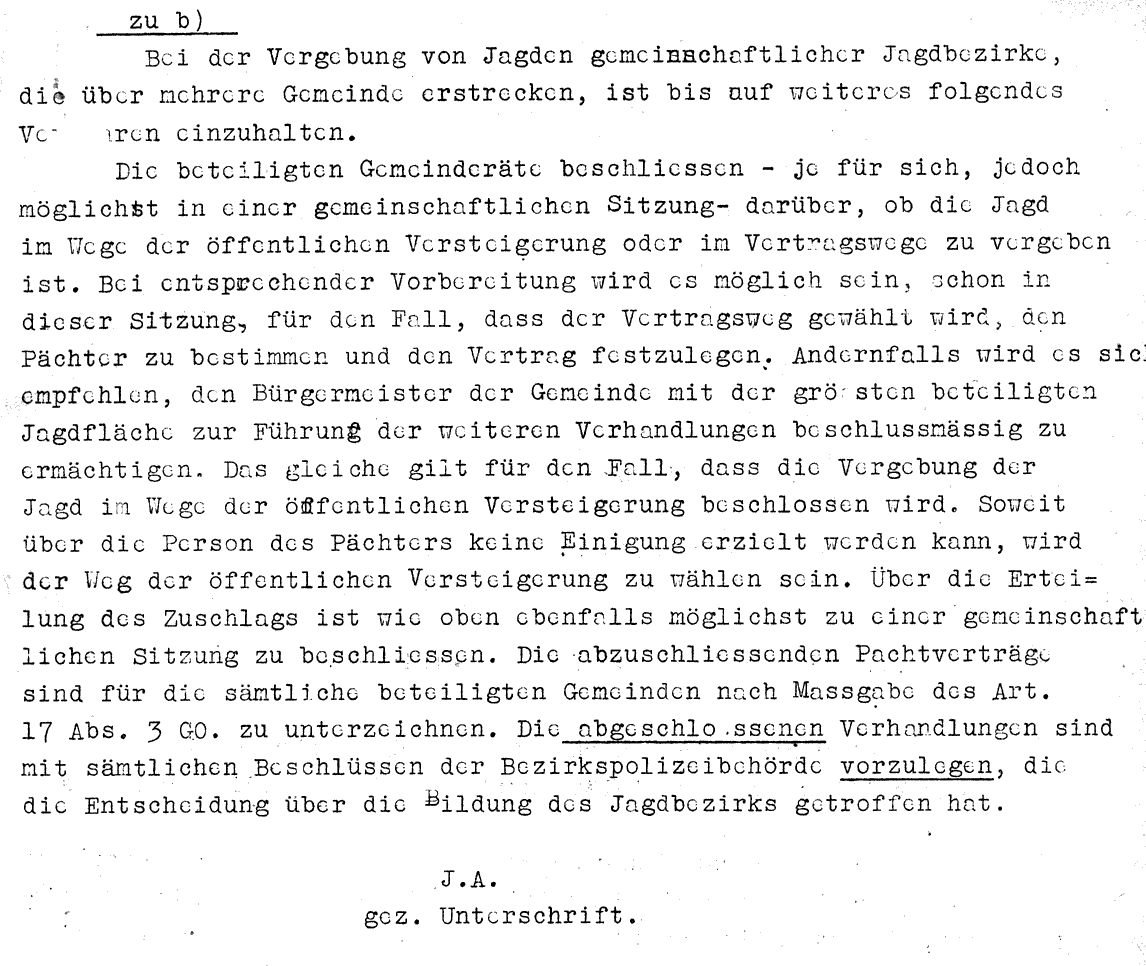 zu b)
Bei der Vergebung von Jagden gemeinschaftlicher Jagdbezirke,
die über mehrere Gemeinde erstrecken, ist bis auf weiteres folgendes
einzuhalten.
Die beteiligten Gemeinderäte beschliessen - je für sich, jedoch
möglichst in einer gemeinschaftlichen Sitzung- darüber, ob die Jagd
im Wege der öffentlichen Versteigerung oder im Vertragswege zu vergeben
ist. Bei entsprechender Vorbereitung wird es möglich sein, schon in
dieser Sitzung, für den Fall, dass der Vertragsweg gewählt wird, den
Pächter zu bestimmen und den Vertrag festzulegen. Andernfalls wird es sic
empfehlen, den Bürgermeister der Gemeinde mit der grö sten beteiligten
Jagdfläche zur Führung der weiteren Verhandlungen beschlussmässig zu
ermächtigen. Das gleiche gilt für den Fall, dass die Vergebung der
Jagd im Wege der öffentlichen Versteigerung beschlossen wird. Soweit
über die Person des Pächters keine Einigung erzielt werden kann, wird
der Weg der öffentlichen Versteigerung zu wählen sein. Über die Ertei=
lung des Zuschlags ist wie oben ebenfalls möglichst zu einer gemeinschaft
lichen Sitzung zu beschliessen. Die abzuschliessenden Pachtverträge
sind für die sämtliche beteiligten Gemeinden nach Massgabe des Art.
17 Abs. 3 GO. zu unterzeichnen. Die abgeschlo ssenen Verhandlungen sind
mit sämtlichen Beschlüssen der Bezirkspolizeibehörde vorzulegen, die
die Entscheidung über die Bildung des Jagdbezirks getroffen hat.
J.A.
gez. Unterschrift.